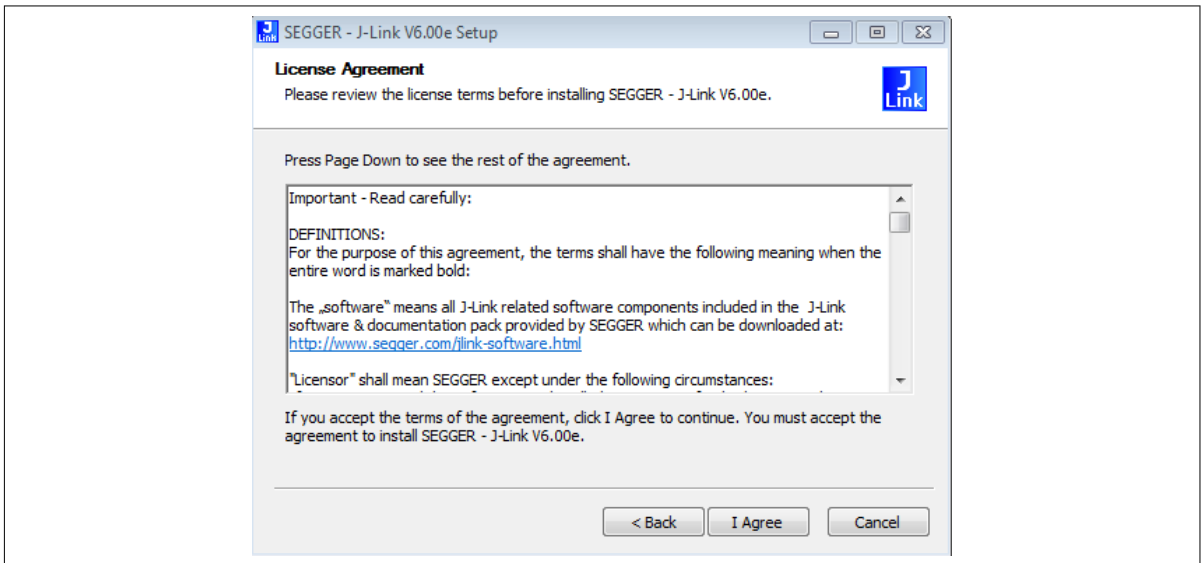 J
Link
SEGGER - J-Link V6.00e Setup
License Agreement
Please review the license terms before installing SEGGER - J-Link V6.00e.
J
Link
Press Page Down to see the rest of the agreement.
Important - Read carefully:
DEFINITIONS:
For the purpose of this agreement, the terms shall have the following meaning when the
entire word is marked bold:
The „software“ means all J-Link related software components included in the  J-Link
software & documentation pack provided by SEGGER which can be downloaded at:
http://www.segger.com/jlink-software.html
"Licensor" shall mean SEGGER except under the following circumstances:
If you accept the terms of the agreement, click I Agree to continue. You must accept the
agreement to install SEGGER - J-Link V6.00e.
< Back
I Agree
Cancel